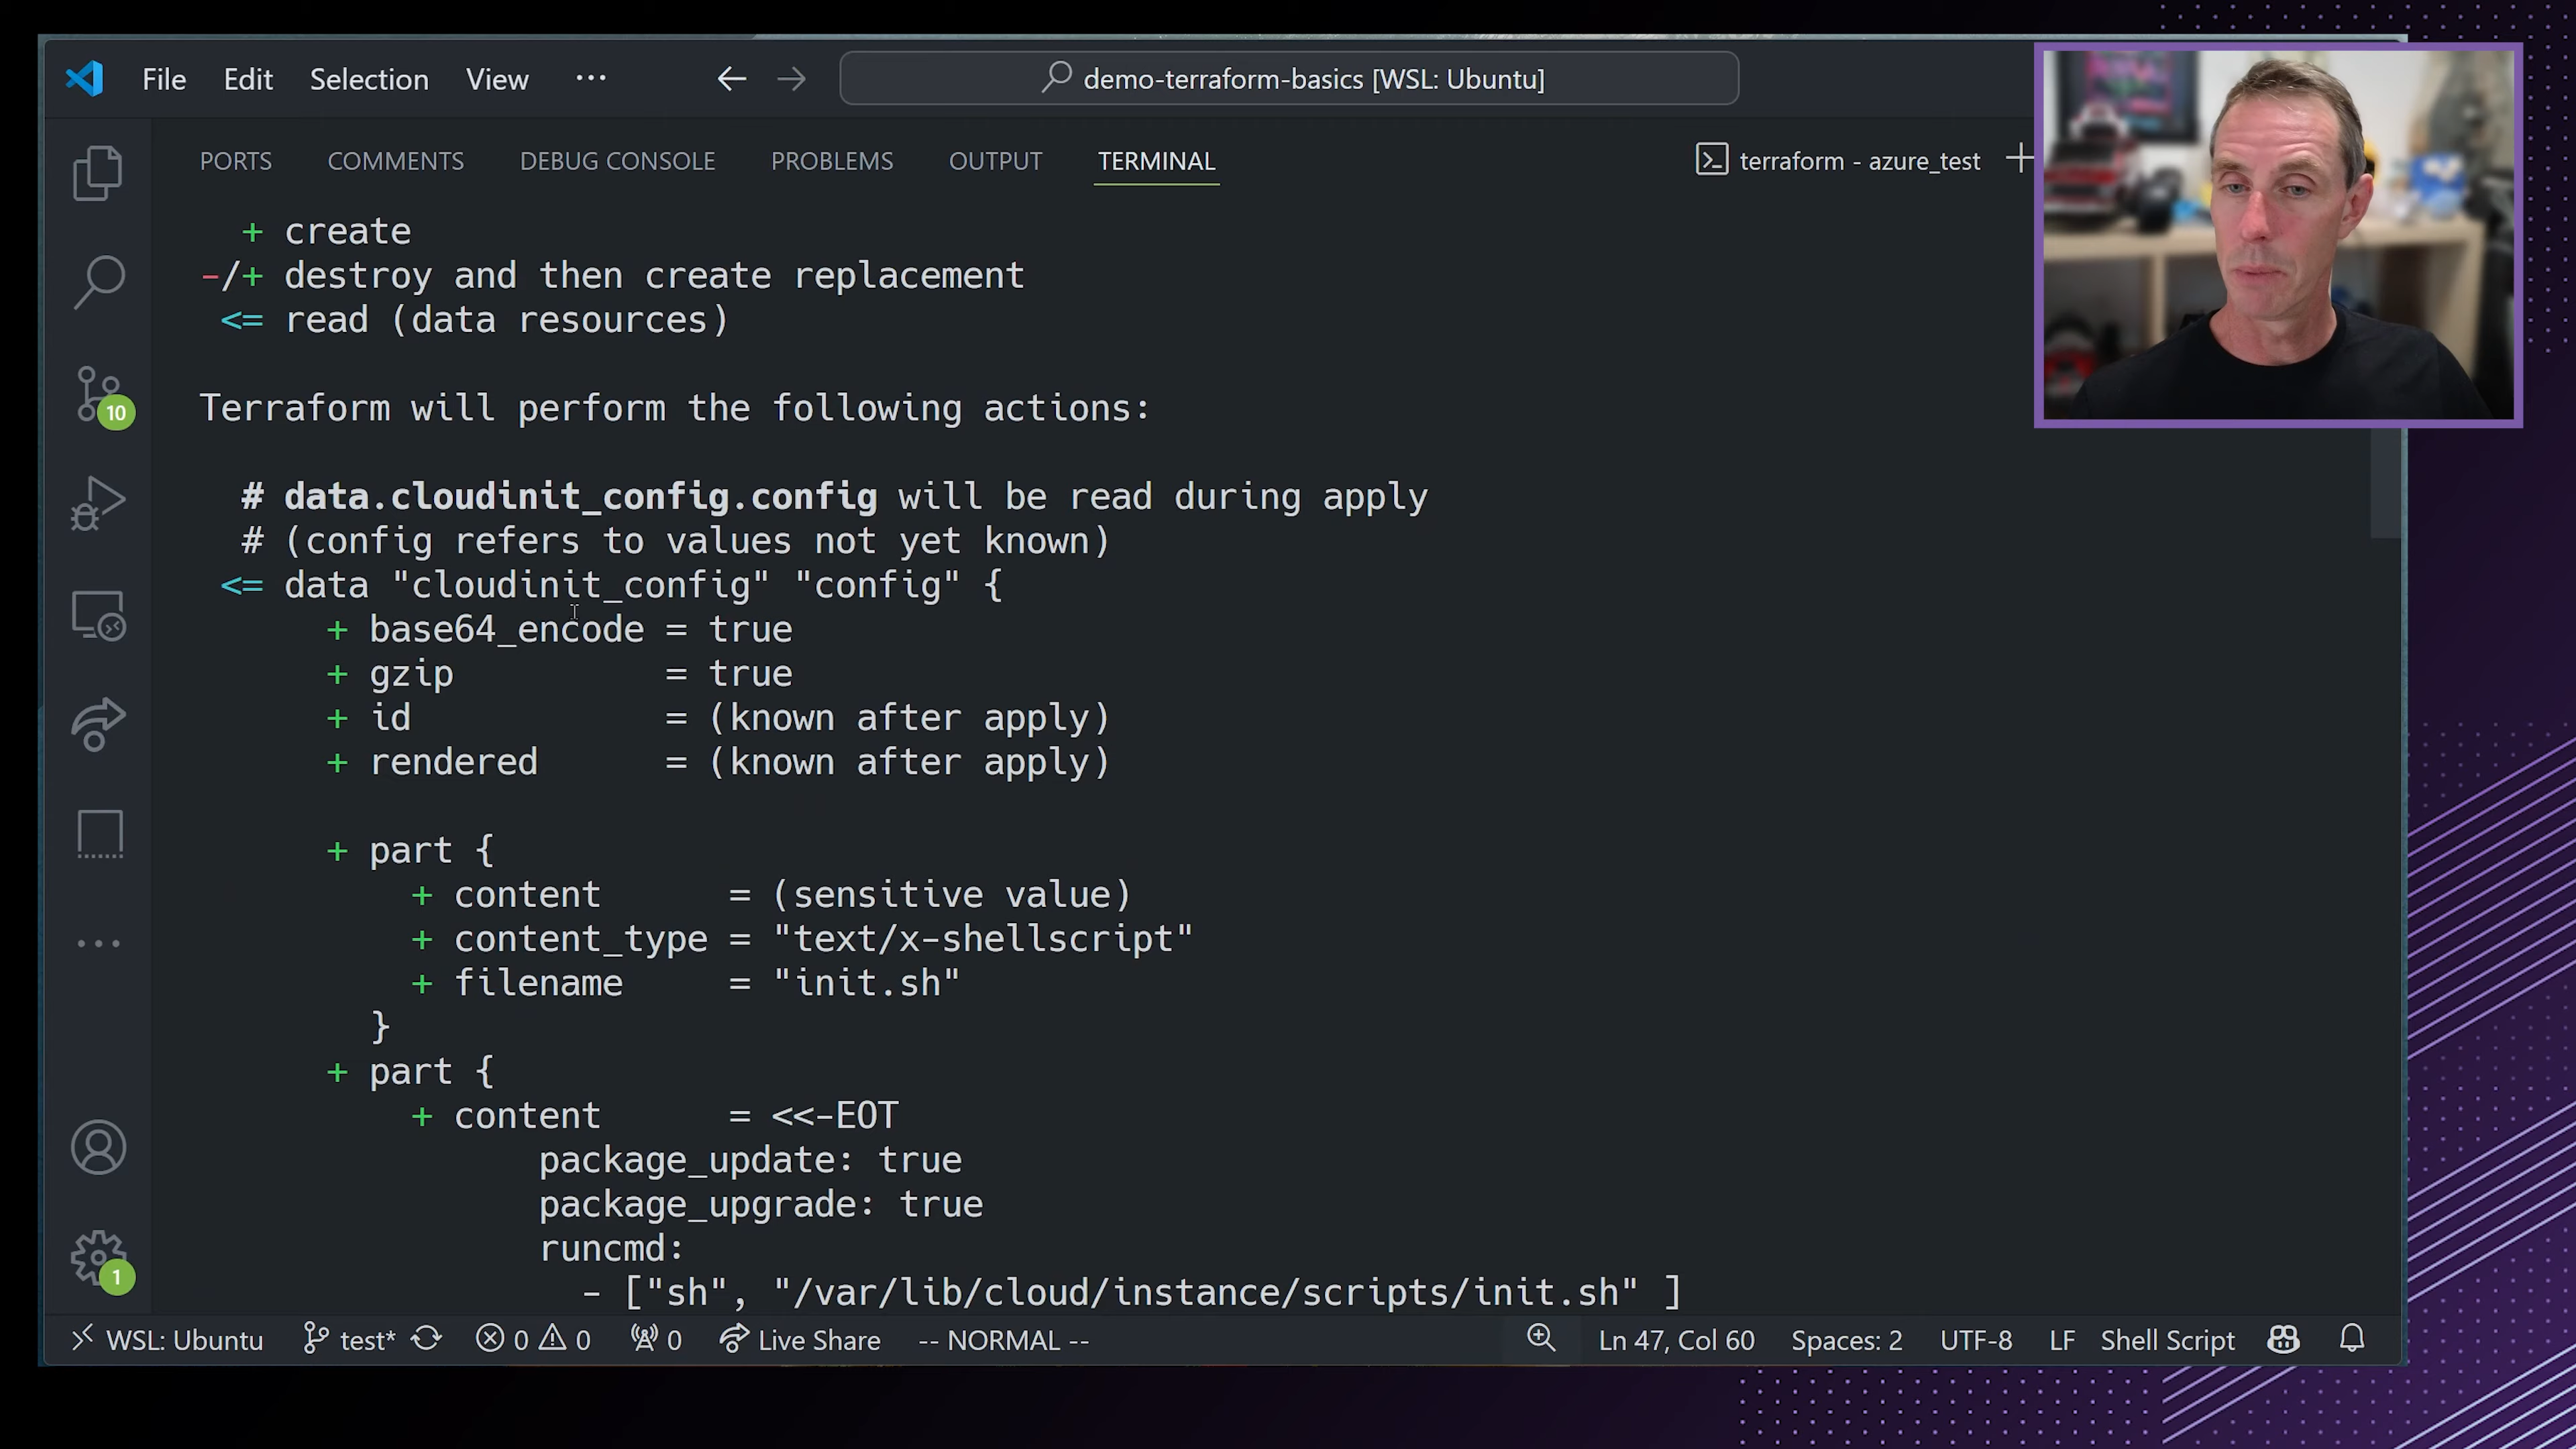 File Edit Selection View ... demo-terraform-basics [WSL: Ubuntu]
PORTS COMMENTS DEBUG CONSOLE PROBLEMS OUTPUT TERMINAL terraform - azure_test
+ create
-/+ destroy and then create replacement
<= read (data resources)
Terraform will perform the following actions:
# data.cloudinit_config.config will be read during apply
# (config refers to values not yet known)
<= data "cloudinit_config" "config" {
+ base64_encode = true
+ gzip = true
+ id = (known after apply)
+ rendered = (known after apply)
+ part {
+ content = (sensitive value)
+ content_type = "text/x-shellscript"
+ filename = "init.sh"
}
+ part {
+ content = <<-EOT
package_update: true
package_upgrade: true
runcmd:
- ["sh", "/var/lib/cloud/instance/scripts/init.sh" ]
10
1
WSL: Ubuntu test* 0 0 0 Live Share -- NORMAL -- Ln 47, Col 60 Spaces: 2 UTF-8 LF Shell Script